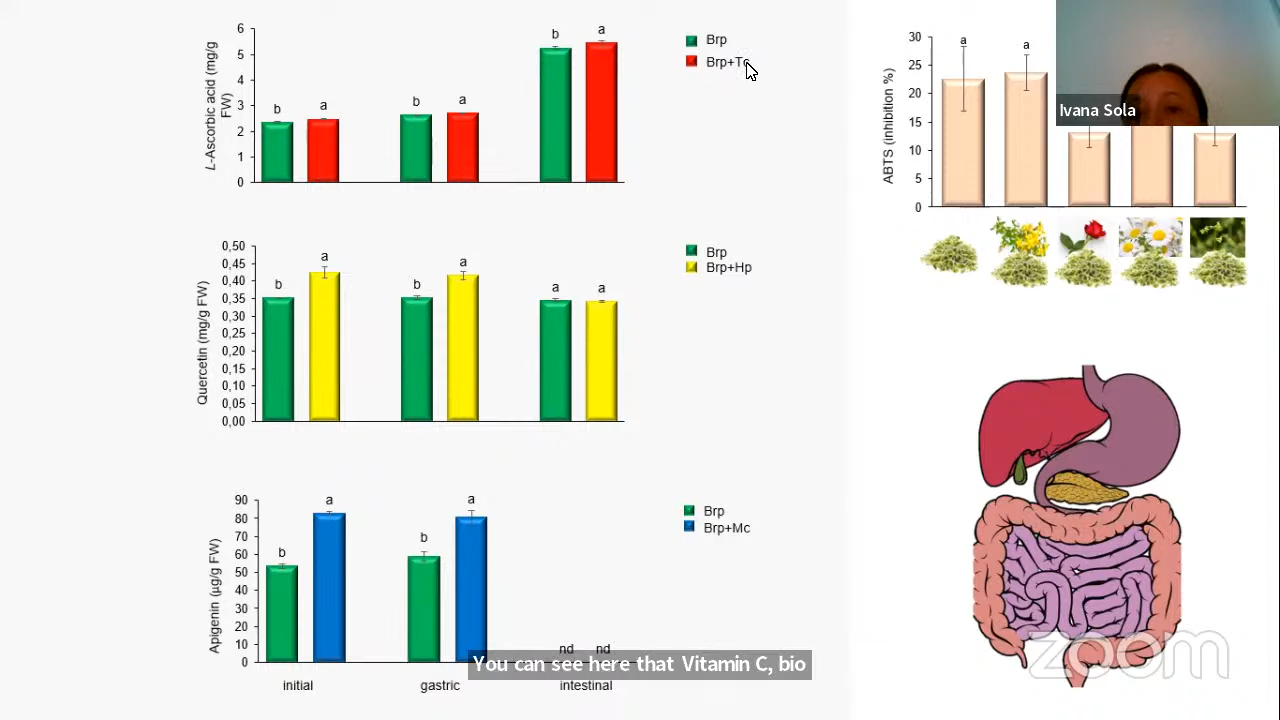 6
5
4
3
2
1
0
L-Ascorbic acid (mg/g
FW)
b
a
b
a
b
a
Brp
Brp+Tc
0,50
0,45
0,40
0,35
0,30
0,25
0,20
0,15
0,10
0,05
0,00
Quercetin (mg/g FW)
b
a
b
a
a
a
Brp
Brp+Hp
90
80
70
60
50
40
30
20
10
0
Apigenin (µg/g FW)
b
a
b
a
nd
nd
Brp
Brp+Mc
initial
gastric
intestinal
You can see here that Vitamin C, bio
30
25
20
15
10
5
0
ABTS (inhibition %)
a
a
Ivana Sola
zoom